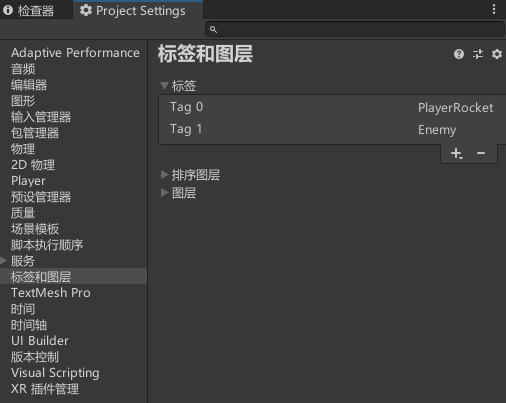 检查器
Project Settings
标签和图层
Adaptive Performance
音频
编辑器
图形
输入管理器
包管理器
物理
2D 物理
Player
预设管理器
质量
场景模板
脚本执行顺序
服务
标签和图层
TextMesh Pro
时间
时间轴
UI Builder
版本控制
Visual Scripting
XR 插件管理
标签
Tag 0 PlayerRocket
Tag 1 Enemy
排序图层
图层